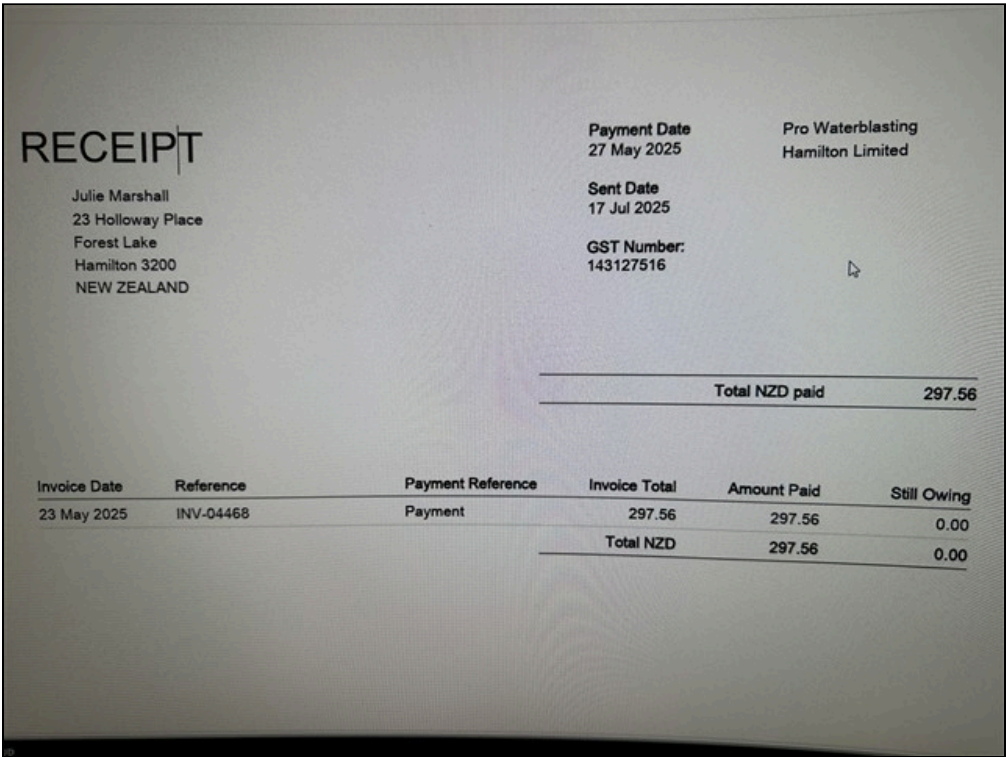 RECEIPT
Julie Marshall
23 Holloway Place
Forest Lake
Hamilton 3200
NEW ZEALAND
Payment Date
27 May 2025
Sent Date
17 Jul 2025
GST Number:
143127516
Pro Waterblasting
Hamilton Limited
Total NZD paid 297.56
Invoice Date Reference Payment Reference Invoice Total Amount Paid Still Owing
23 May 2025 INV-04468 Payment 297.56 297.56 0.00
Total NZD 297.56 0.00